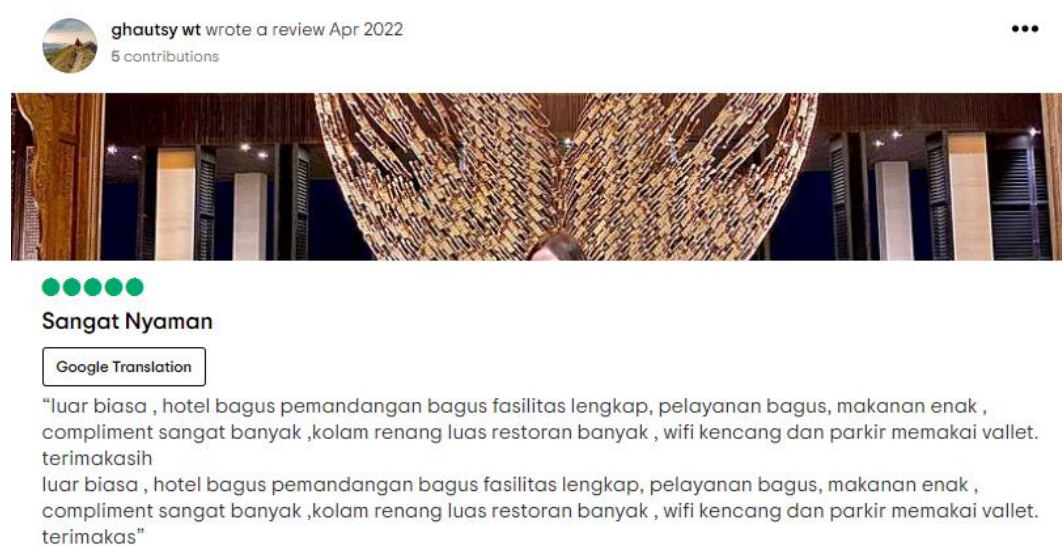 ghautsy wt wrote a review Apr 2022
5 contributions
Sangat Nyaman
Google Translation
“luar biasa , hotel bagus pemandangan bagus fasilitas lengkap, pelayanan bagus, makanan enak ,
compliment sangat banyak ,kolam renang luas restoran banyak , wifi kencang dan parkir memakai vallet.
terimakasih
luar biasa , hotel bagus pemandangan bagus fasilitas lengkap, pelayanan bagus, makanan enak ,
compliment sangat banyak ,kolam renang luas restoran banyak , wifi kencang dan parkir memakai vallet.
terimakas”